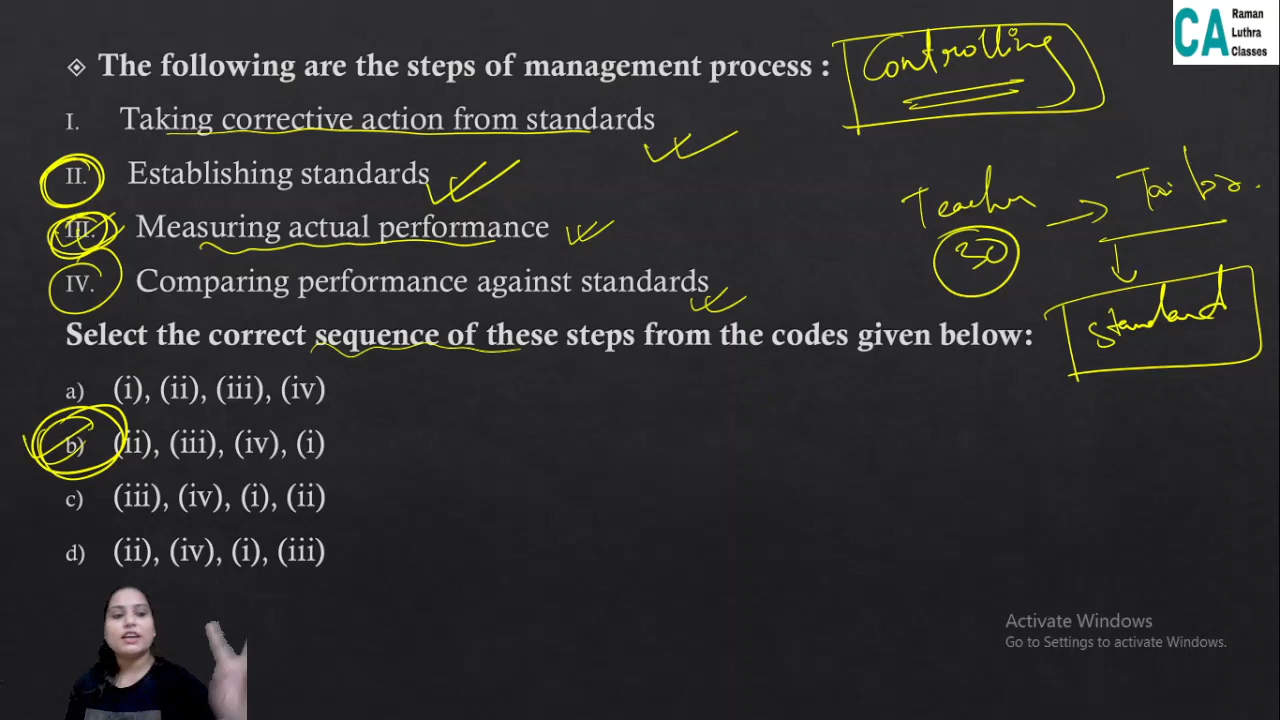 The following are the steps of management process :
Controlling
CA Raman Luthra Classes
I. Taking corrective action from standards
II. Establishing standards
III. Measuring actual performance
IV. Comparing performance against standards
Teacher
30
Standard
Select the correct sequence of these steps from the codes given below:
a) (i), (ii), (iii), (iv)
b) (ii), (iii), (iv), (i)
c) (iii), (iv), (i), (ii)
d) (ii), (iv), (i), (iii)
Activate Windows
Go to Settings to activate Windows.